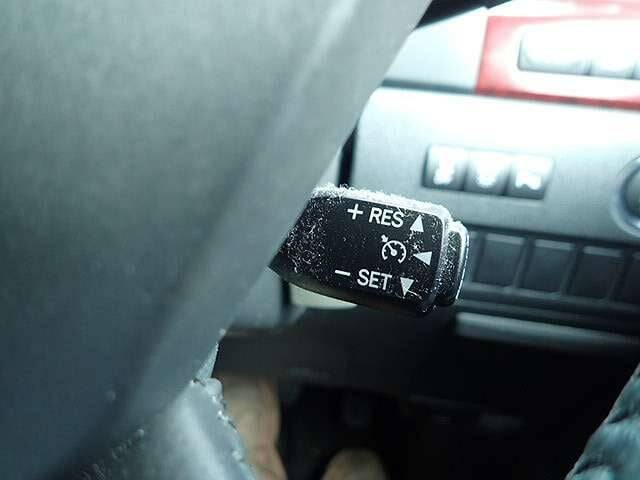 + RES
- SET